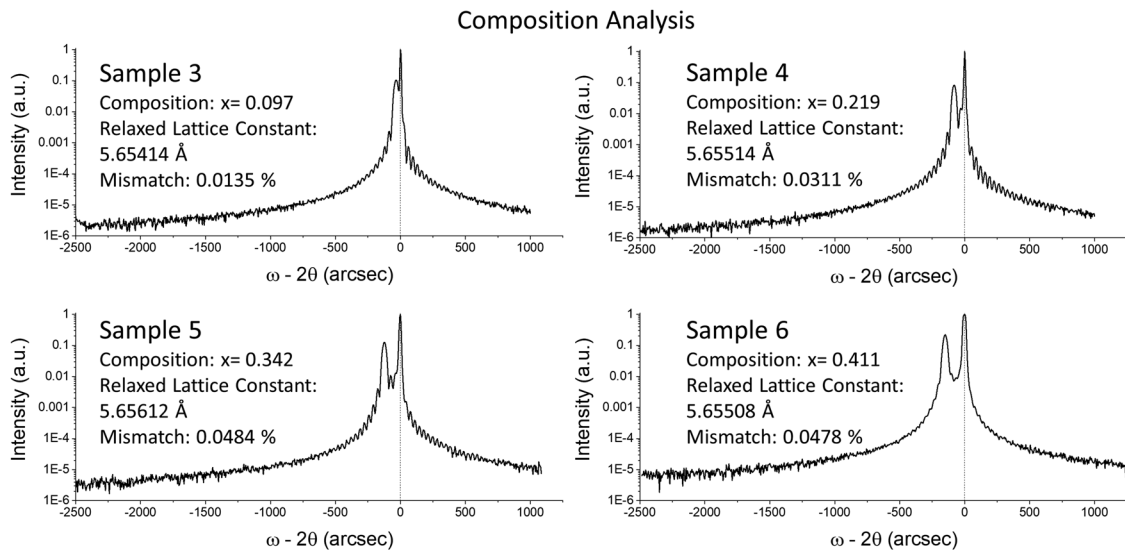 Composition Analysis
Sample 3
Composition: x= 0.097
Relaxed Lattice Constant:
5.65414 Å
Mismatch: 0.0135 %
Intensity (a.u.)
1
0.1
0.01
0.001
1E-4
1E-5
1E-6
-2500 -2000 -1500 -1000 -500 0 500 1000
ω - 2θ (arcsec)
Sample 4
Composition: x= 0.219
Relaxed Lattice Constant:
5.65514 Å
Mismatch: 0.0311 %
Intensity (a.u.)
1
0.1
0.01
0.001
1E-4
1E-5
1E-6
-2500 -2000 -1500 -1000 -500 0 500 1000
ω - 2θ (arcsec)
Sample 5
Composition: x= 0.342
Relaxed Lattice Constant:
5.65612 Å
Mismatch: 0.0484 %
Intensity (a.u.)
1
0.1
0.01
0.001
1E-4
1E-5
1E-6
-2500 -2000 -1500 -1000 -500 0 500 1000
ω - 2θ (arcsec)
Sample 6
Composition: x= 0.411
Relaxed Lattice Constant:
5.65508 Å
Mismatch: 0.0478 %
Intensity (a.u.)
1
0.1
0.01
0.001
1E-4
1E-5
1E-6
-2500 -2000 -1500 -1000 -500 0 500 1000
ω - 2θ (arcsec)